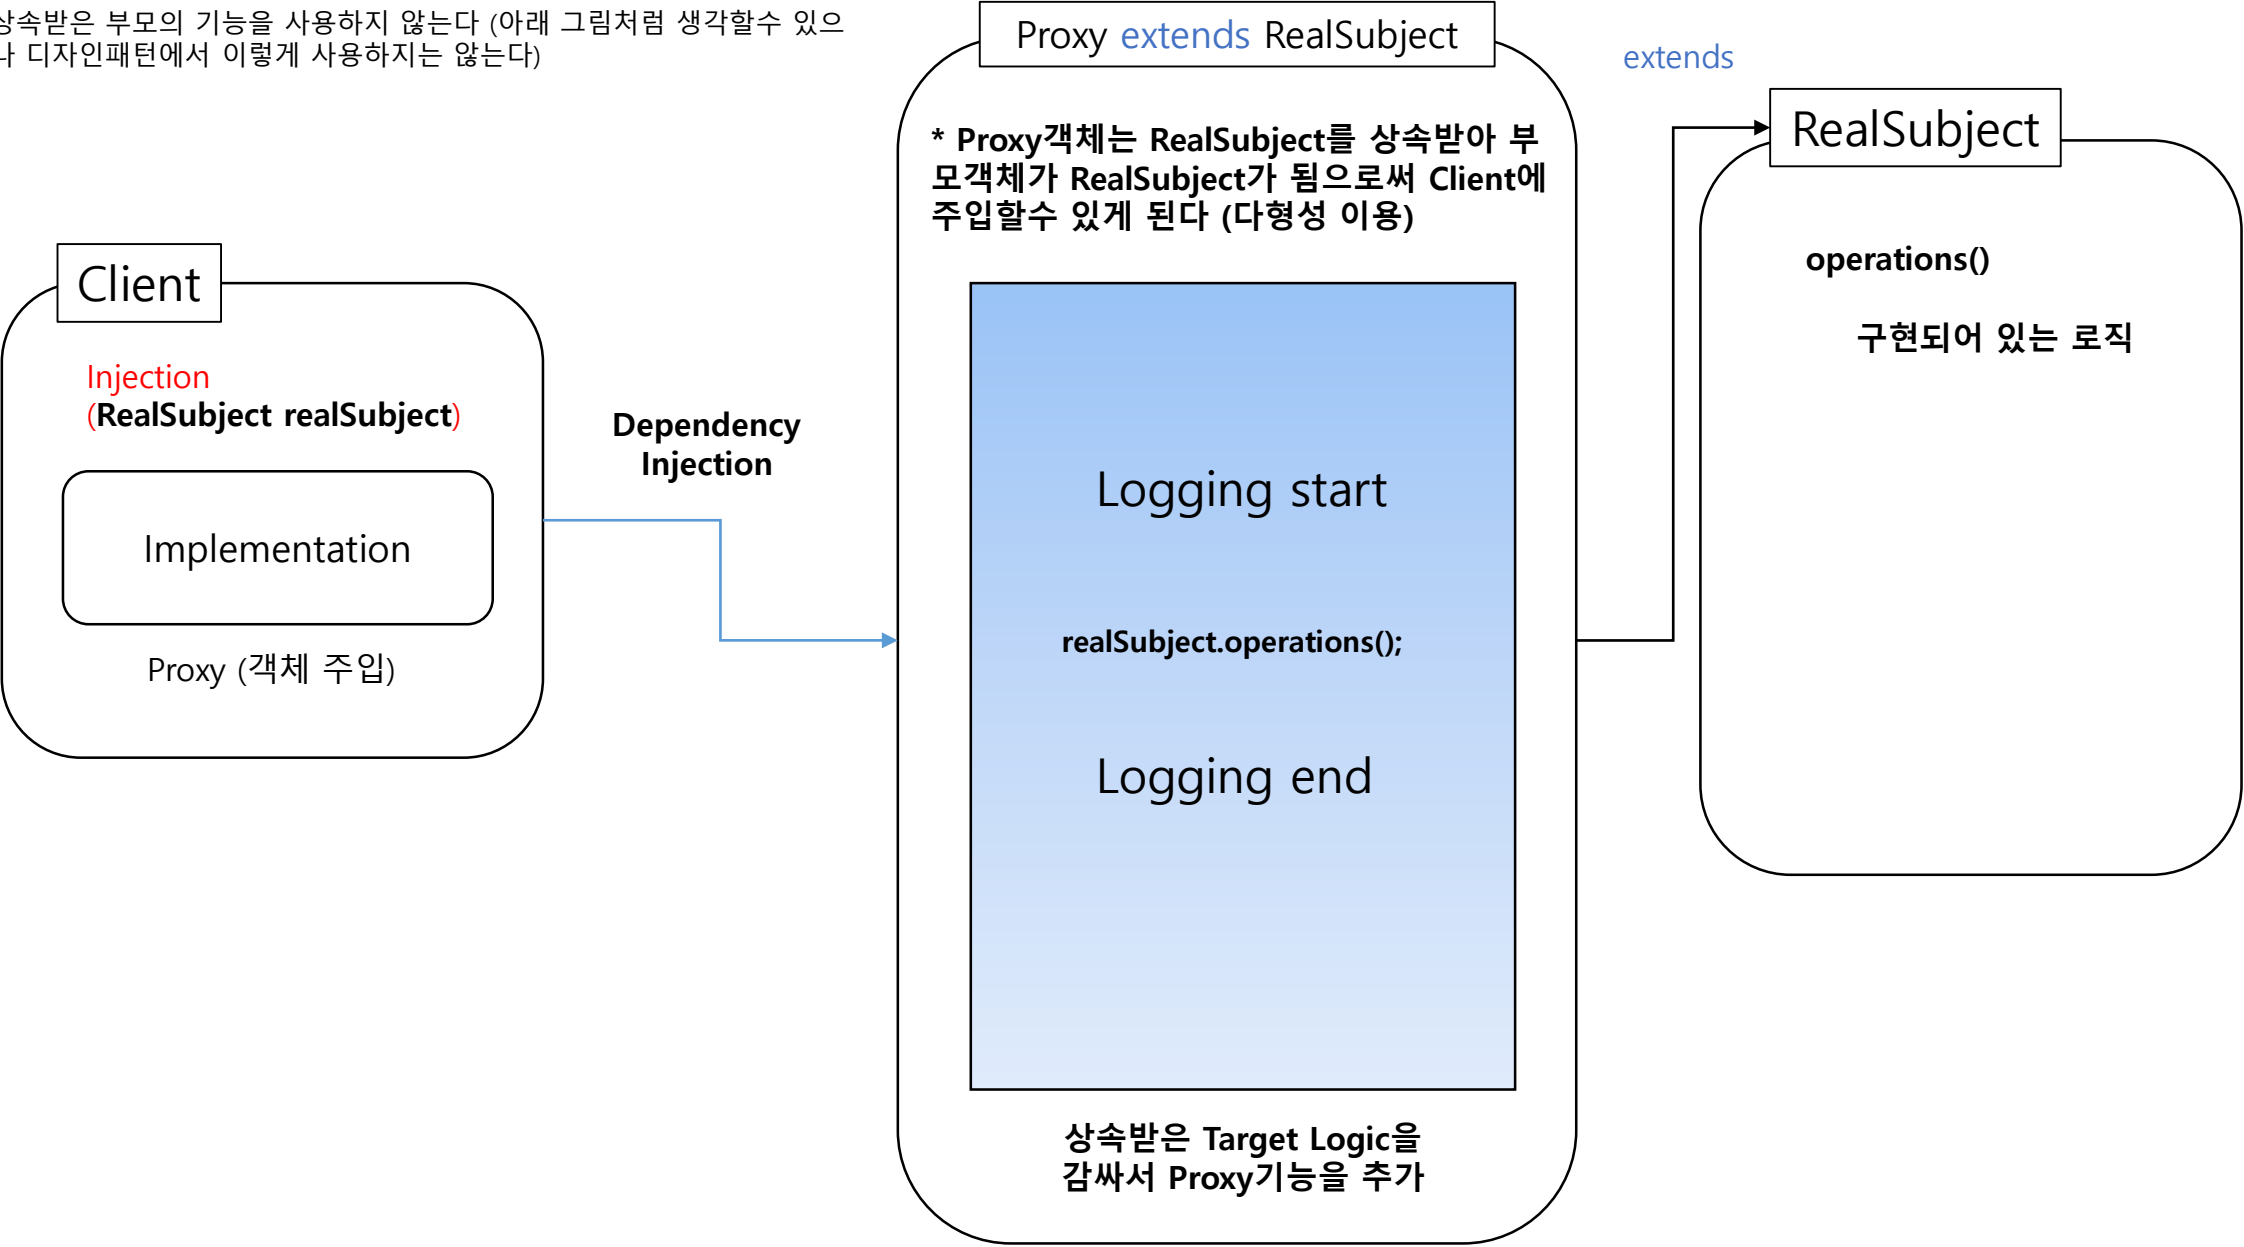 상속받은 부모의 기능을 사용하지 않는다 (아래 그림처럼 생각할수 있으
나 디자인패턴에서 이렇게 사용하지는 않는다)
Proxy extends RealSubject
extends
* Proxy객체는 RealSubject를 상속받아 부
모객체가 RealSubject가 됨으로써 Client에
주입할수 있게 된다 (다형성 이용)
RealSubject
operations()
구현되어 있는 로직
Client
Injection
(RealSubject realSubject)
Implementation
Proxy (객체 주입)
Dependency
Injection
Logging start
realSubject.operations();
Logging end
상속받은 Target Logic을
감싸서 Proxy기능을 추가